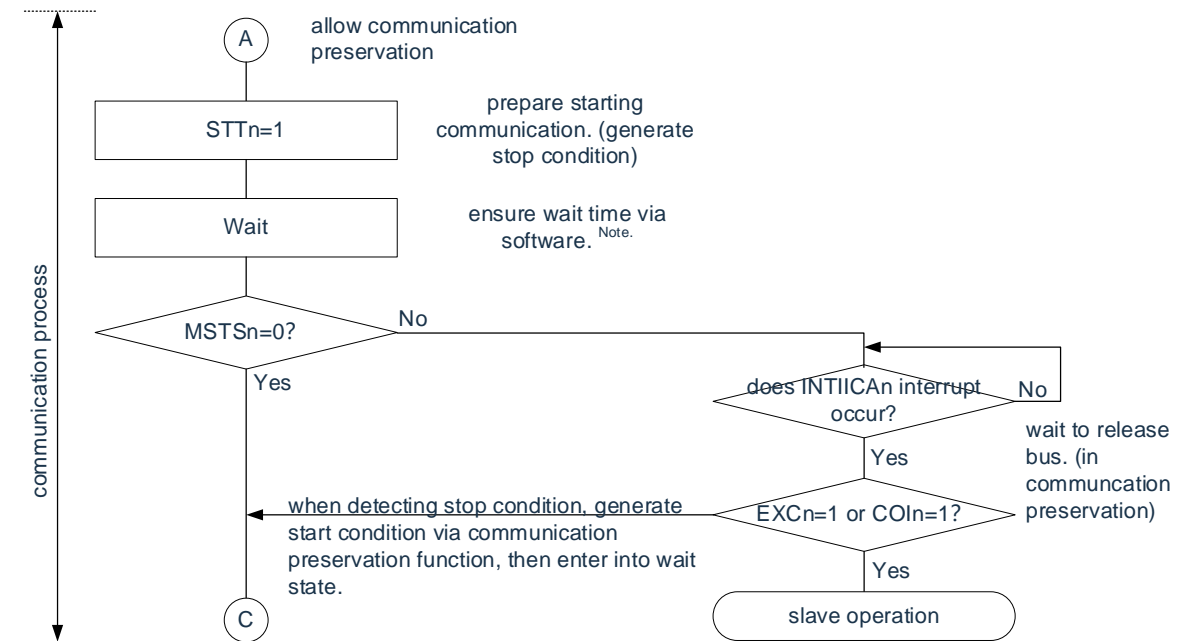 A
allow communication
preservation
STTn=1
prepare starting
communication. (generate
stop condition)
Wait
ensure wait time via
software. Note.
communication process
MSTSn=0?
No
Yes
does INTIICAn interrupt
occur?
No
wait to release
bus. (in
communcation
preservation)
Yes
EXCn=1 or COIn=1?
when detecting stop condition, generate
start condition via communication
preservation function, then enter into wait
state.
Yes
C
slave operation